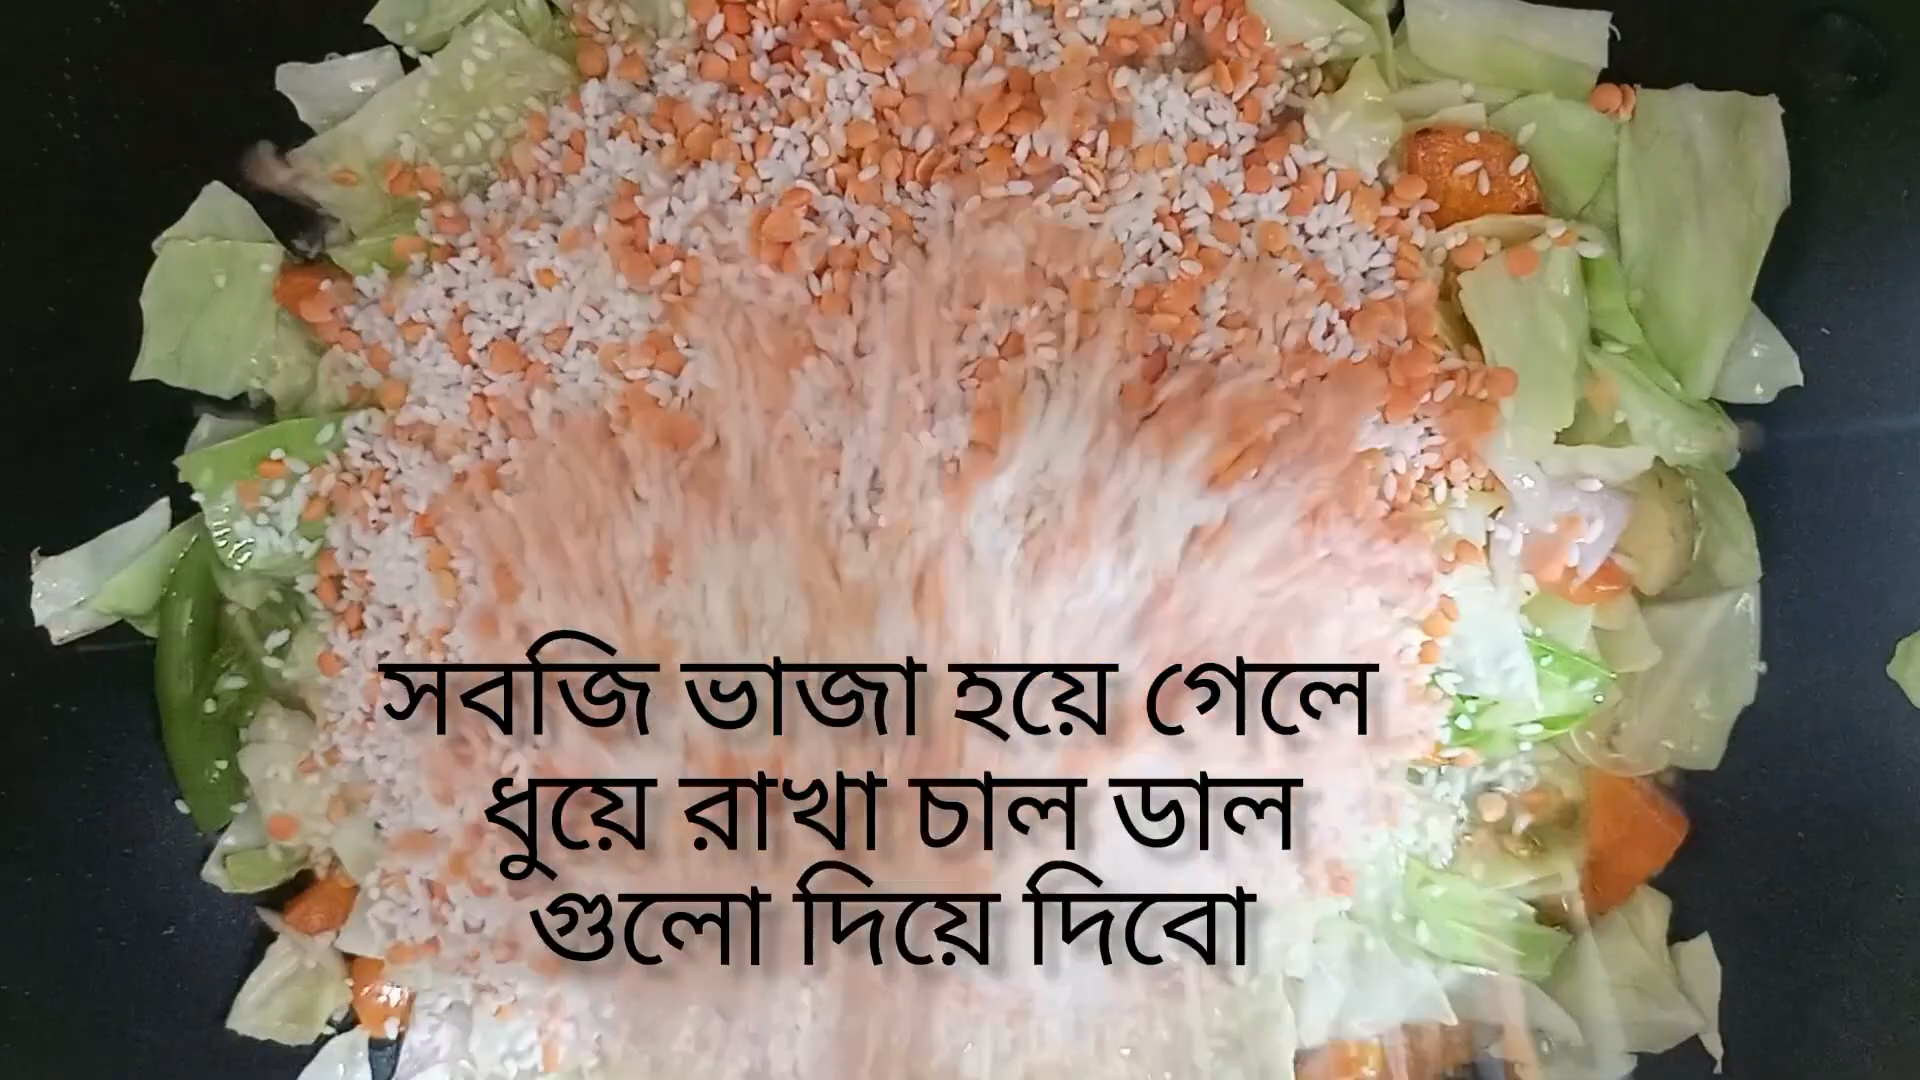 সবজি ভাজা হয়ে গেলে
ধুয়ে রাখা চাল ডাল
গুলো দিয়ে দিবো